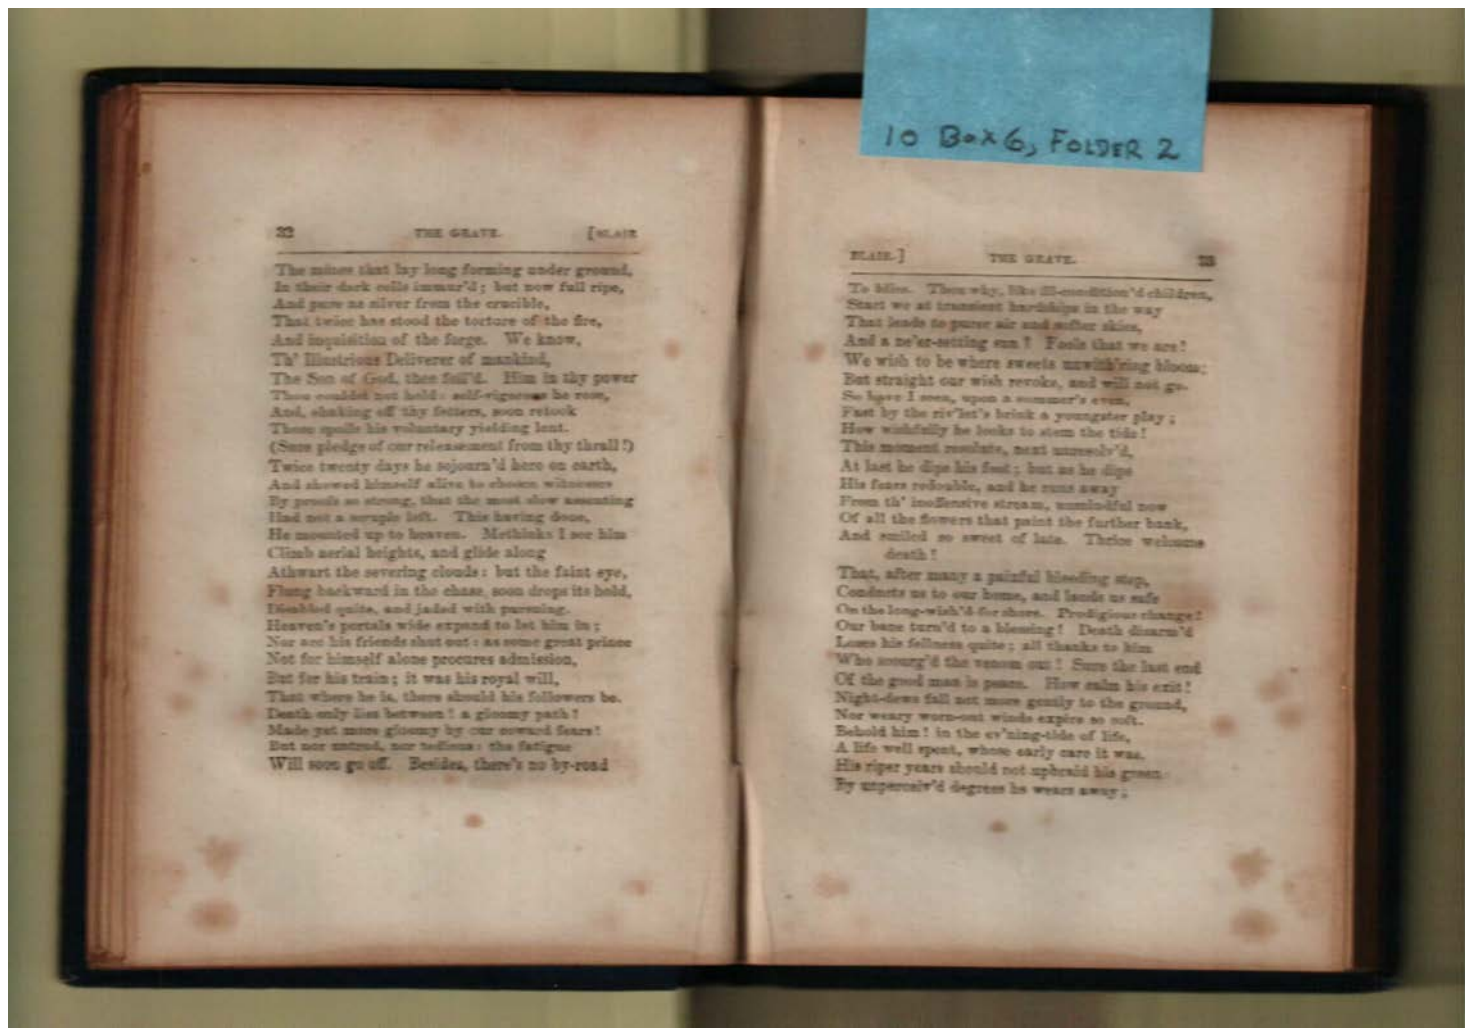 10 Box 6, FOLDER 2
32 THE GRAVE. [BLAIR
The mines that lay long forming under ground,
In their dark cells immur'd; but now full ripe,
And pure as silver from the crucible,
That twice has stood the torture of the fire,
And inquisition of the forge. We know,
Th' Illustrious Deliverer of mankind,
The Son of God, thee foil'd. Him in thy power
Thou couldst not hold: self-vigorous he rose,
And, shaking off thy fetters, soon retook
Those spoils his voluntary yielding lent.
(Sure pledge of our releasement from thy thrall!)
Twice twenty days he sojourn'd here on earth,
And showed himself alive to chosen witnesses
By proofs so strong, that the most slow assenting
Had not a scruple left. This having done,
He mounted up to heaven. Methinks I see him
Climb aerial heights, and glide along
Athwart the severing clouds: but the faint eye,
Flung backward in the chase, soon drops its hold,
Disabled quite, and jaded with pursuing.
Heaven's portals wide expand to let him in;
Nor are his friends shut out: as some great prince
Not for himself alone procures admission,
But for his train; it was his royal will,
That where he is, there should his followers be.
Death only lies between! a gloomy path!
Made yet more gloomy by our coward fears!
But nor untrod, nor tedious: the fatigue
Will soon go off. Besides, there's no by-road
BLAIR.] THE GRAVE. 33
To bliss. Then why, like ill-condition'd children,
Start we at transient hardships in the way
That leads to purer air and softer skies,
And a ne'er-setting sun? Fools that we are!
We wish to be where sweets unwith'ring bloom;
But straight our wish revoke, and will not go.
So have I seen, upon a summer's even,
Fast by the riv'let's brink a youngster play;
How wishfully he looks to stem the tide!
This moment resolute, next unresolv'd,
At last he dips his foot; but as he dips
His fears redouble, and he runs away
From th' inoffensive stream, unmindful now
Of all the flowers that paint the further bank,
And smiled so sweet of late. Thrice welcome
death!
That, after many a painful bleeding step,
Conducts us to our home, and lands us safe
On the long-wish'd-for shore. Prodigious change!
Our bane turn'd to a blessing! Death disarm'd
Loses his fellness quite; all thanks to him
Who scourg'd the venom out! Sure the last end
Of the good man is peace. How calm his exit!
Night-dews fall not more gently to the ground,
Nor weary worn-out winds expire so soft.
Behold him! in the ev'ning-tide of life,
A life well spent, whose early care it was,
His riper years should not upbraid his green
By unperceiv'd degrees he wears away;